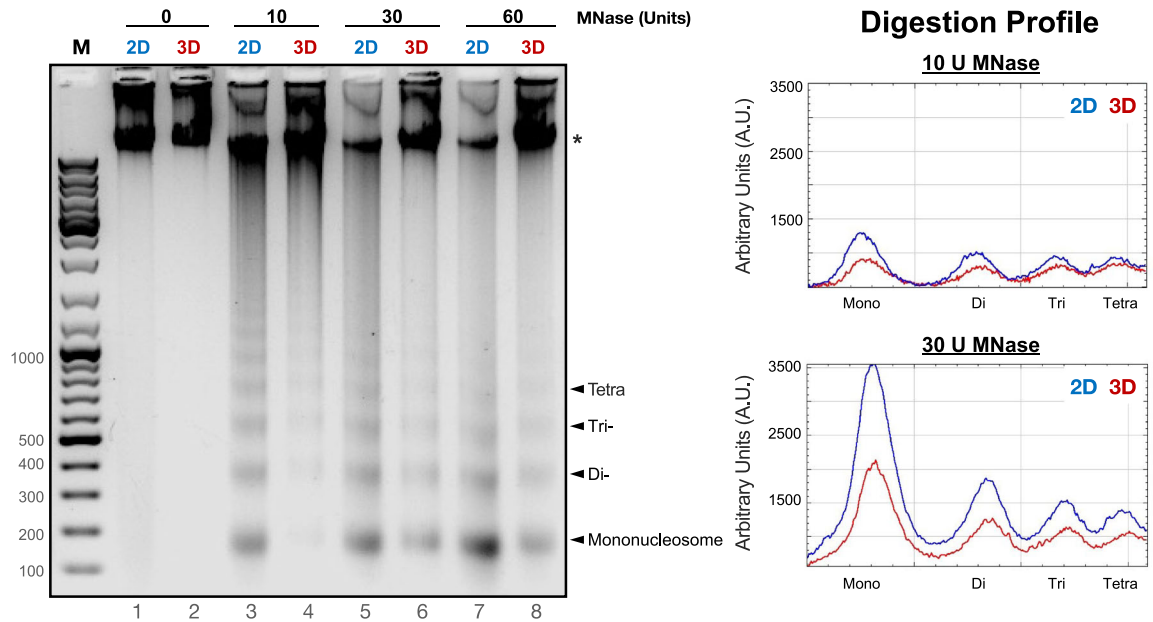 0 10 30 60 MNase (Units)
M 2D 3D 2D 3D 2D 3D 2D 3D
*
1000
500
400
300
200
100
Tetra
Tri-
Di-
Mononucleosome
1 2 3 4 5 6 7 8
Digestion Profile
10 U MNase
2D 3D
Arbitrary Units (A.U.)
3500
2500
1500
Mono Di Tri Tetra
30 U MNase
2D 3D
Arbitrary Units (A.U.)
3500
2500
1500
Mono Di Tri Tetra